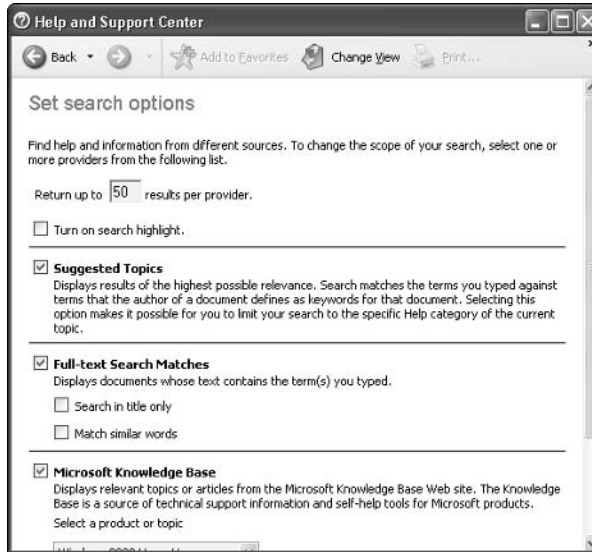 Help and Support Center
Back Add to Favorites Change View Print...
Set search options
Find help and information from different sources. To change the scope of your search, select one or
more providers from the following list.
Return up to 50 results per provider.
Turn on search highlight.
Suggested Topics
Displays results of the highest possible relevance. Search matches the terms you typed against
terms that the author of a document defines as keywords for that document. Selecting this
option makes it possible for you to limit your search to the specific Help category of the current
topic.
Full-text Search Matches
Displays documents whose text contains the term(s) you typed.
Search in title only
Match similar words
Microsoft Knowledge Base
Displays relevant topics or articles from the Microsoft Knowledge Base Web site. The Knowledge
Base is a source of technical support information and self-help tools for Microsoft products.
Select a product or topic